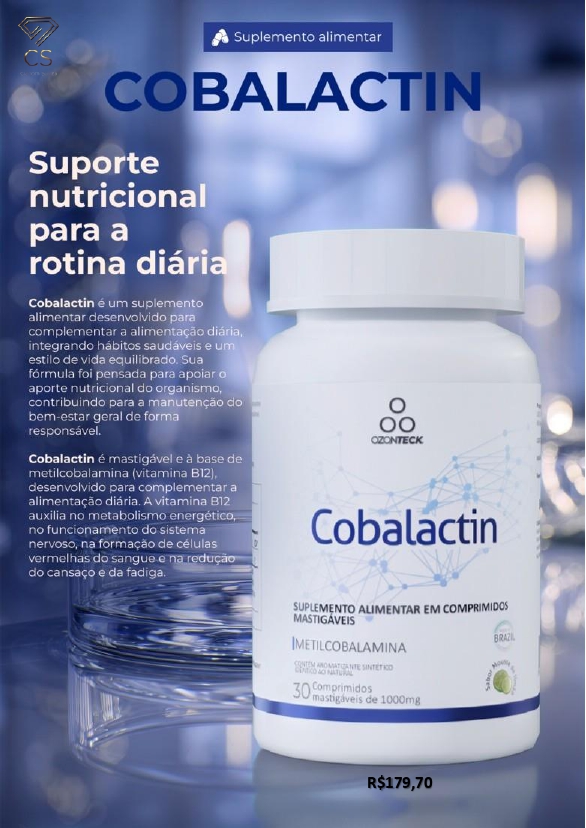 CS
Suplemento alimentar
COBALACTIN
Suporte
nutricional
para a
rotina diária
Cobalactin é um suplemento
alimentar desenvolvido para
complementar a alimentação diária,
integrando hábitos saudáveis e um
estilo de vida equilibrado. Sua
fórmula foi pensada para apoiar o
aporte nutricional do organismo,
contribuindo para a manutenção do
bem-estar geral de forma
responsável.
Cobalactin é mastigável e à base de
metilcobalamina (vitamina B12),
desenvolvido para complementar a
alimentação diária. A vitamina B12
auxilia no metabolismo energético,
no funcionamento do sistema
nervoso, na formação de células
vermelhas do sangue e na redução
do cansaço e da fadiga.
OZONTECK
Cobalactin
SUPLEMENTO ALIMENTAR EM COMPRIMIDOS
MASTIGÁVEIS
METILCOBALAMINA
CONTÉM AROMATIZANTE SINTÉTICO
IDÊNTICO AO NATURAL
30 Comprimidos
mastigáveis de 1000mg
BRAZIL
Sabor
R$179,70